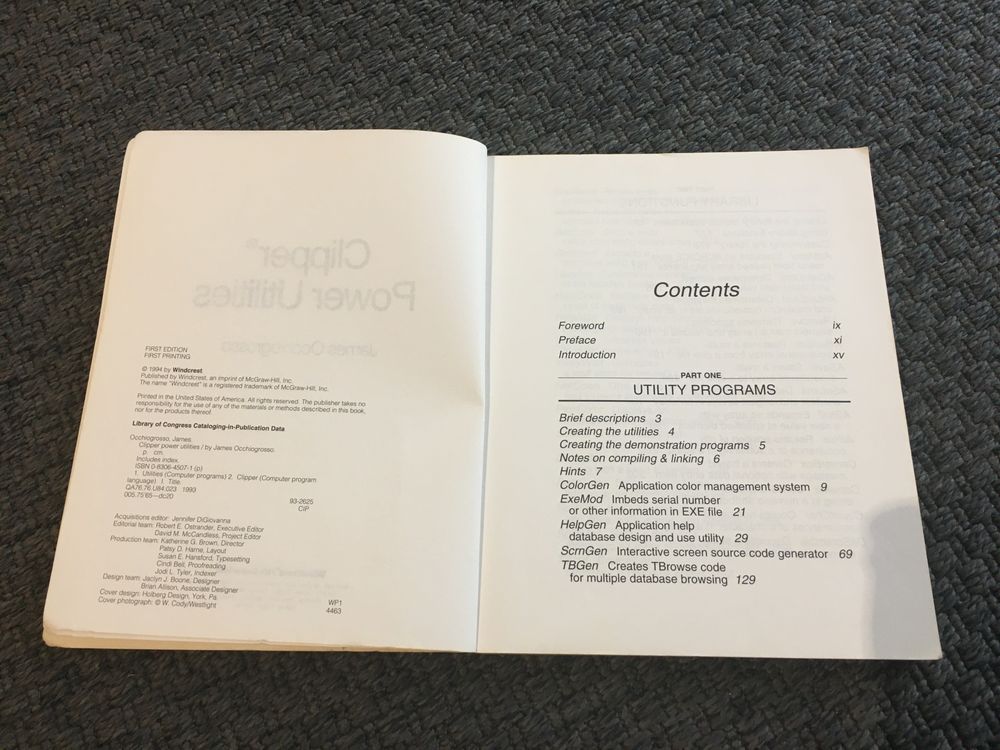 Clipper®
Power Utilities
James Occhiogrosso
FIRST EDITION
FIRST PRINTING
© 1994 by Windcrest.
Published by Windcrest, an imprint of McGraw-Hill, Inc.
The name "Windcrest" is a registered trademark of McGraw-Hill, Inc.
Printed in the United States of America. All rights reserved. The publisher takes no
responsibility for the use of any of the materials or methods described in this book,
nor for the products thereof.
Library of Congress Cataloging-in-Publication Data
Occhiogrosso, James.
Clipper power utilities / by James Occhiogrosso.
p. cm.
Includes index.
ISBN 0-8306-4507-1 (p)
1. Utilities (Computer programs) 2. Clipper (Computer program
language) I. Title.
QA76.76.U84.O23 1993
005.75'65—dc20 93-2625
CIP
Acquisitions editor: Jennifer DiGiovanna
Editorial team: Robert E. Ostrander, Executive Editor
David M. McCandless, Project Editor
Production team: Katherine G. Brown, Director
Patsy D. Harne, Layout
Susan E. Hansford, Typesetting
Cindi Bell, Proofreading
Jodi L. Tyler, Indexer
Design team: Jaclyn J. Boone, Designer
Brian Allison, Associate Designer
Cover design: Holberg Design, York, Pa.
Cover photograph: © W. Cody/Westlight
WP1
4463
Contents
Foreword ix
Preface xi
Introduction xv
PART ONE
UTILITY PROGRAMS
Brief descriptions 3
Creating the utilities 4
Creating the demonstration programs 5
Notes on compiling & linking 6
Hints 7
ColorGen Application color management system 9
ExeMod Imbeds serial number
or other information in EXE file 21
HelpGen Application help
database design and use utility 29
ScrnGen Interactive screen source code generator 69
TBGen Creates TBrowse code
for multiple database browsing 129